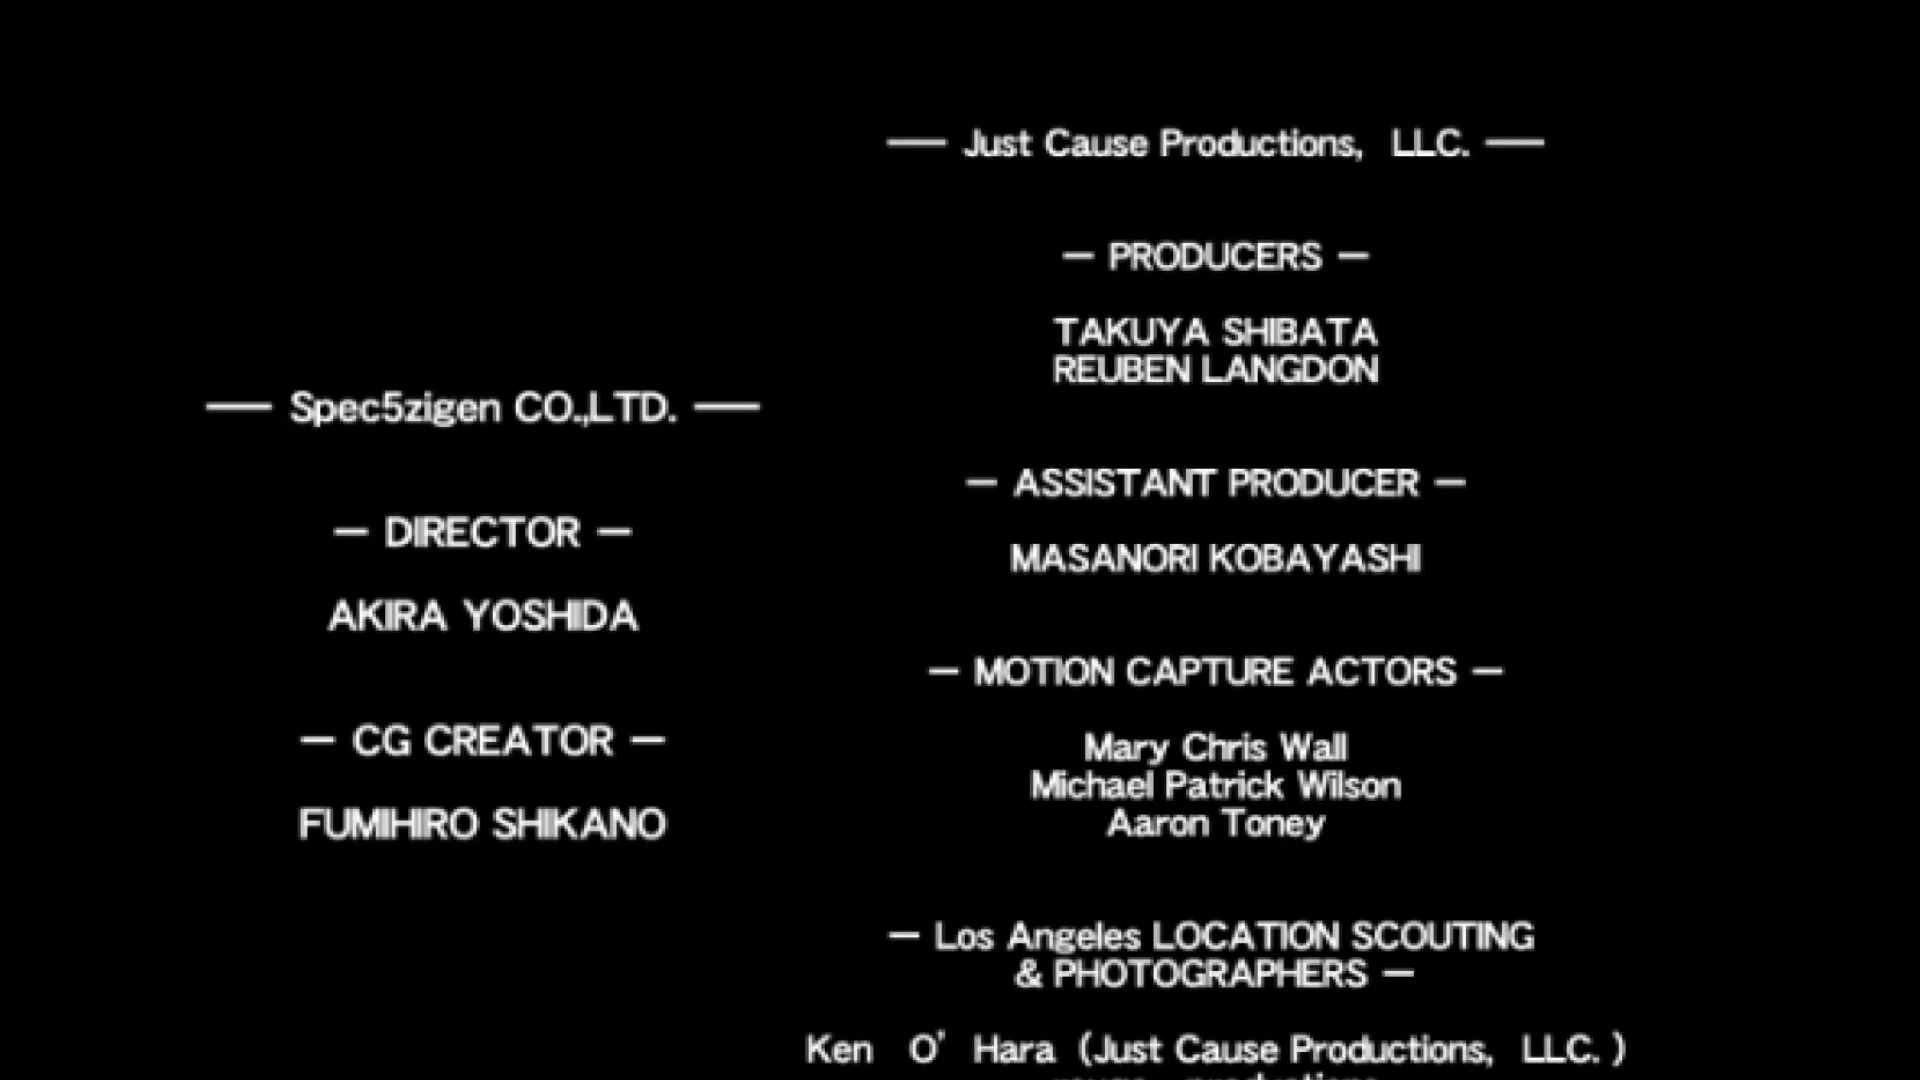 — Spec5zigen CO.,LTD. —
— DIRECTOR —
AKIRA YOSHIDA
— CG CREATOR —
FUMIHIRO SHIKANO
— Just Cause Productions, LLC. —
— PRODUCERS —
TAKUYA SHIBATA
REUBEN LANGDON
— ASSISTANT PRODUCER —
MASANORI KOBAYASHI
— MOTION CAPTURE ACTORS —
Mary Chris Wall
Michael Patrick Wilson
Aaron Toney
— Los Angeles LOCATION SCOUTING
& PHOTOGRAPHERS —
Ken O' Hara (Just Cause Productions, LLC. )